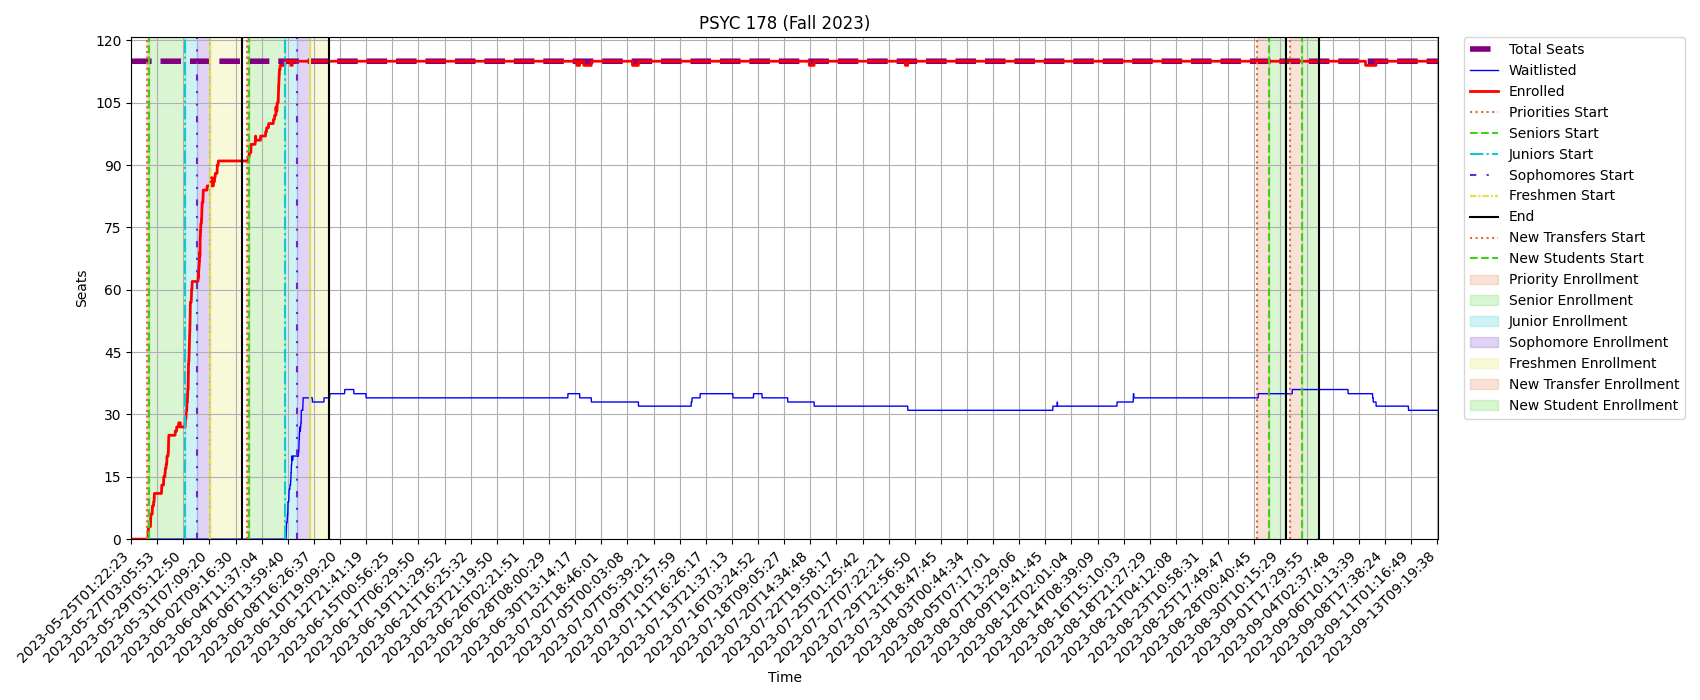 PSYC 178 (Fall 2023)
Seats
120
105
90
75
60
45
30
15
0
2023-05-25T01:22:23
2023-05-27T03:05:53
2023-05-29T05:12:50
2023-05-31T07:09:20
2023-06-02T09:16:30
2023-06-04T11:37:04
2023-06-06T13:59:40
2023-06-08T16:26:37
2023-06-10T19:09:20
2023-06-12T21:41:19
2023-06-15T00:56:25
2023-06-17T06:29:50
2023-06-19T11:29:52
2023-06-21T16:25:32
2023-06-23T21:19:50
2023-06-26T02:21:51
2023-06-28T08:00:29
2023-06-30T13:14:17
2023-07-02T18:46:01
2023-07-05T00:03:08
2023-07-07T05:39:21
2023-07-09T10:57:59
2023-07-11T16:26:17
2023-07-13T21:37:13
2023-07-16T03:24:52
2023-07-18T09:05:27
2023-07-20T14:34:48
2023-07-22T19:58:17
2023-07-25T01:25:42
2023-07-27T07:22:21
2023-07-29T12:56:50
2023-07-31T18:47:45
2023-08-03T00:44:34
2023-08-05T07:17:01
2023-08-07T13:29:06
2023-08-09T19:41:45
2023-08-12T02:01:04
2023-08-14T08:39:09
2023-08-16T15:10:03
2023-08-18T21:27:29
2023-08-21T04:12:08
2023-08-23T10:58:31
2023-08-25T17:49:47
2023-08-28T00:40:45
2023-08-30T10:15:29
2023-09-01T17:29:55
2023-09-04T02:37:48
2023-09-06T10:13:39
2023-09-08T17:38:24
2023-09-11T01:16:49
2023-09-13T09:19:38
Time
Total Seats
Waitlisted
Enrolled
Priorities Start
Seniors Start
Juniors Start
Sophomores Start
Freshmen Start
End
New Transfers Start
New Students Start
Priority Enrollment
Senior Enrollment
Junior Enrollment
Sophomore Enrollment
Freshmen Enrollment
New Transfer Enrollment
New Student Enrollment